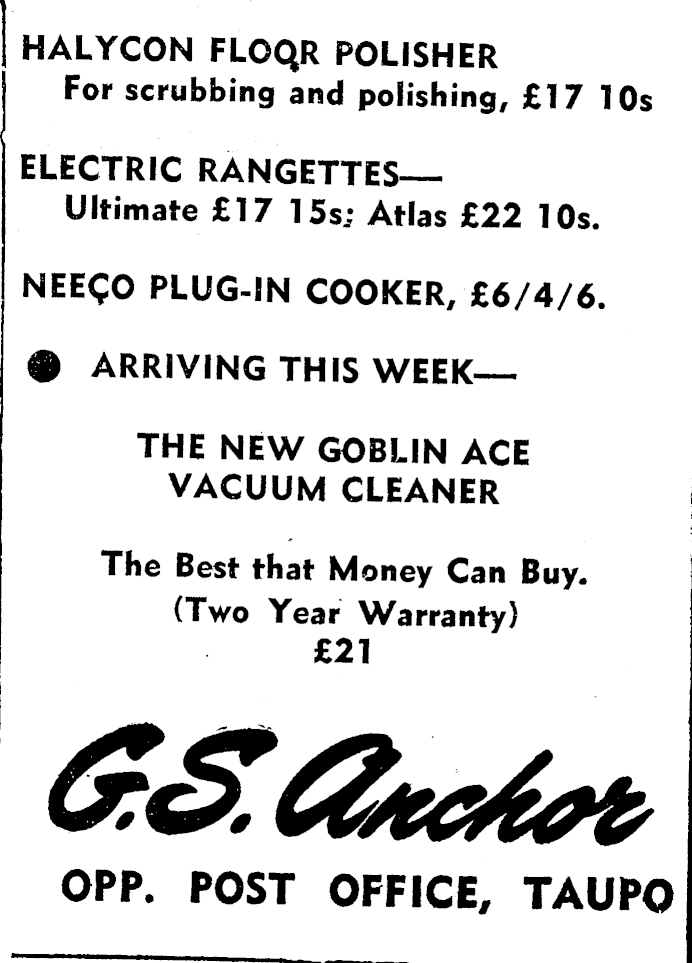 HALYCON FLOOR POLISHER
For scrubbing and polishing, £17 10s
ELECTRIC RANGETTES—
Ultimate £17 15s; Atlas £22 10s.
NEECO PLUG-IN COOKER, £6/4/6.
● ARRIVING THIS WEEK—
THE NEW GOBLIN ACE
VACUUM CLEANER
The Best that Money Can Buy.
(Two Year Warranty)
£21
G.S. Anchor
OPP. POST OFFICE, TAUPO